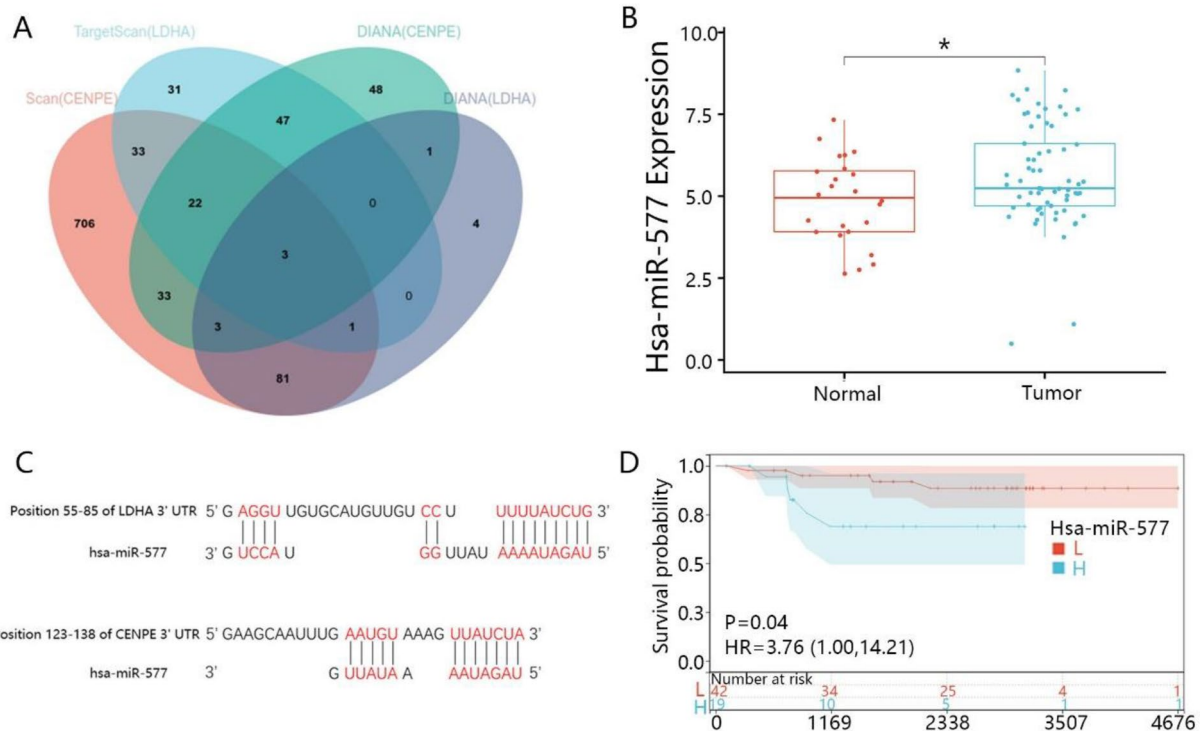 A
TargetScan(LDHA)
DIANA(CENPE)
Scan(CENPE)
DIANA(LDHA)
31
48
47
33
1
706
22
0
4
3
33
0
3
1
81
B
Hsa-miR-577 Expression
10.0
7.5
5.0
2.5
0.0
*
Normal
Tumor
C
Position 55-85 of LDHA 3' UTR 5' G AGGU UGUGCAUGUUGU CC U UUUUAUCUG 3'
hsa-miR-577 3' G UCCA U GG UUAU AAAAUAGAU 5'
osition 123-138 of CENPE 3' UTR 5' GAAGCAAUUUG AAUGU AAAG UUAUCUA 3'
hsa-miR-577 3' G UUAUA A AAUAGAU 5'
D
Survival probability
1.0
0.8
0.5
0.3
0.0
Hsa-miR-577
L
H
P=0.04
HR=3.76 (1.00,14.21)
Number at risk
L 42 34 25 4 1
H 19 10 5 1 1
0 1169 2338 3507 4676